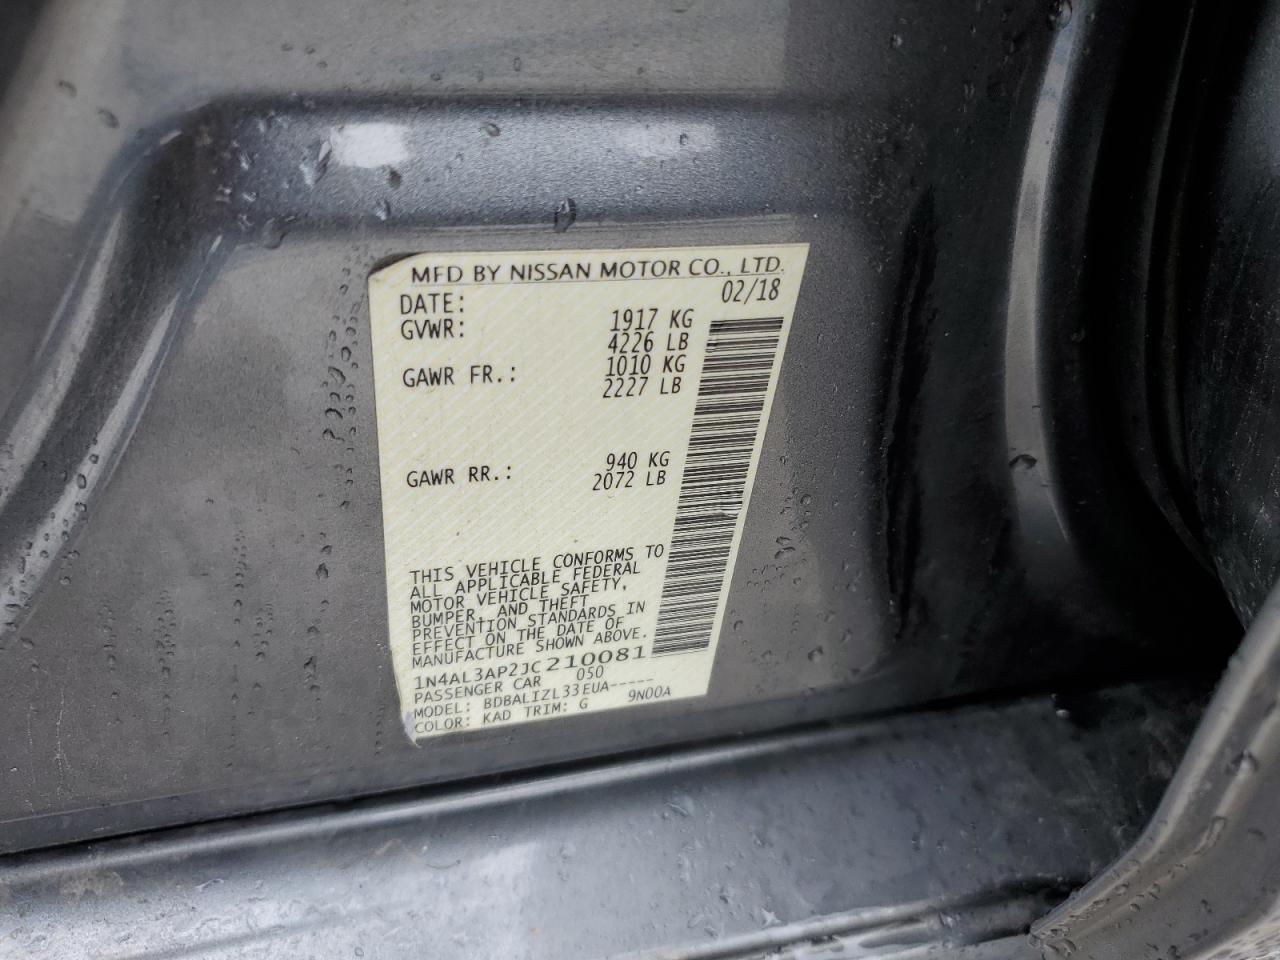 MFD BY NISSAN MOTOR CO., LTD.
DATE: 02/18
GVWR: 1917 KG
4226 LB
GAWR FR.: 1010 KG
2227 LB
GAWR RR.: 940 KG
2072 LB
THIS VEHICLE CONFORMS TO
ALL APPLICABLE FEDERAL
MOTOR VEHICLE SAFETY,
BUMPER, AND THEFT
PREVENTION STANDARDS IN
EFFECT ON THE DATE OF
MANUFACTURE SHOWN ABOVE.
1N4AL3AP2JC210081
PASSENGER CAR 050
MODEL: BDBALIZL33EUA-----
COLOR: KAD TRIM: G 9N00A